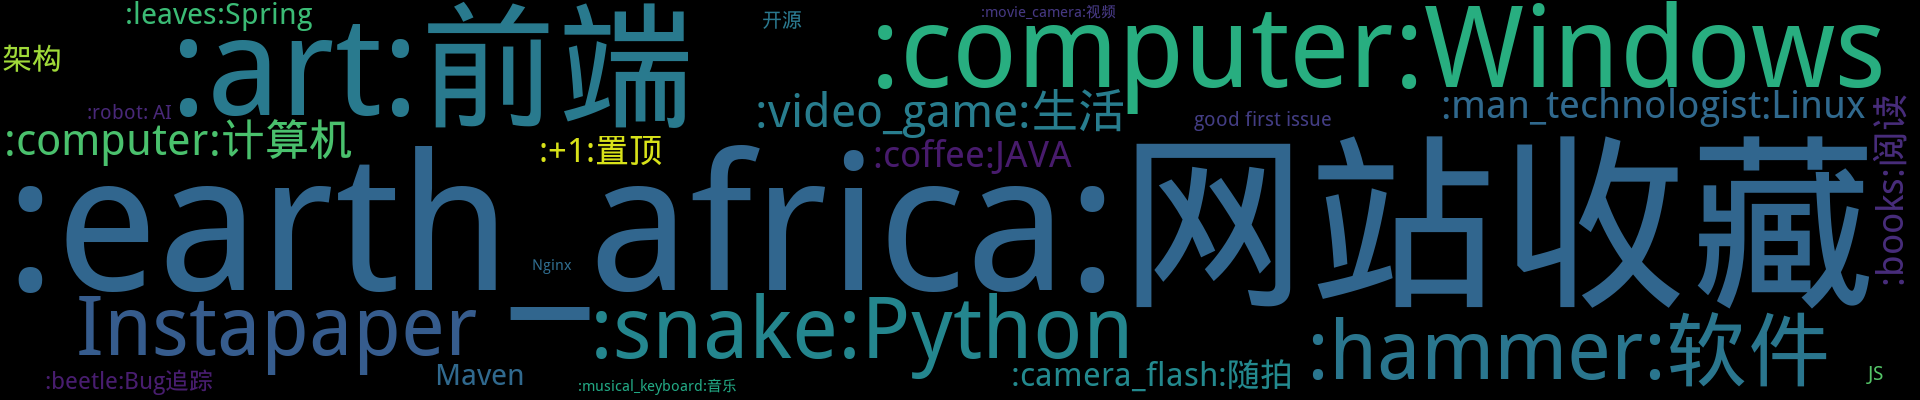 :leaves:Spring
开源
:movie_camera:视频
架构
:art:前端
:computer:Windows
:robot: AI
:video_game:生活
good first issue
:man_technologist:Linux
:books:阅读
:computer:计算机
:+1:置顶
:coffee:JAVA
:earth_africa:网站收藏
Nginx
Instapaper
:snake:Python
:hammer:软件
:beetle:Bug追踪
Maven
:musical_keyboard:音乐
:camera_flash:随拍
JS